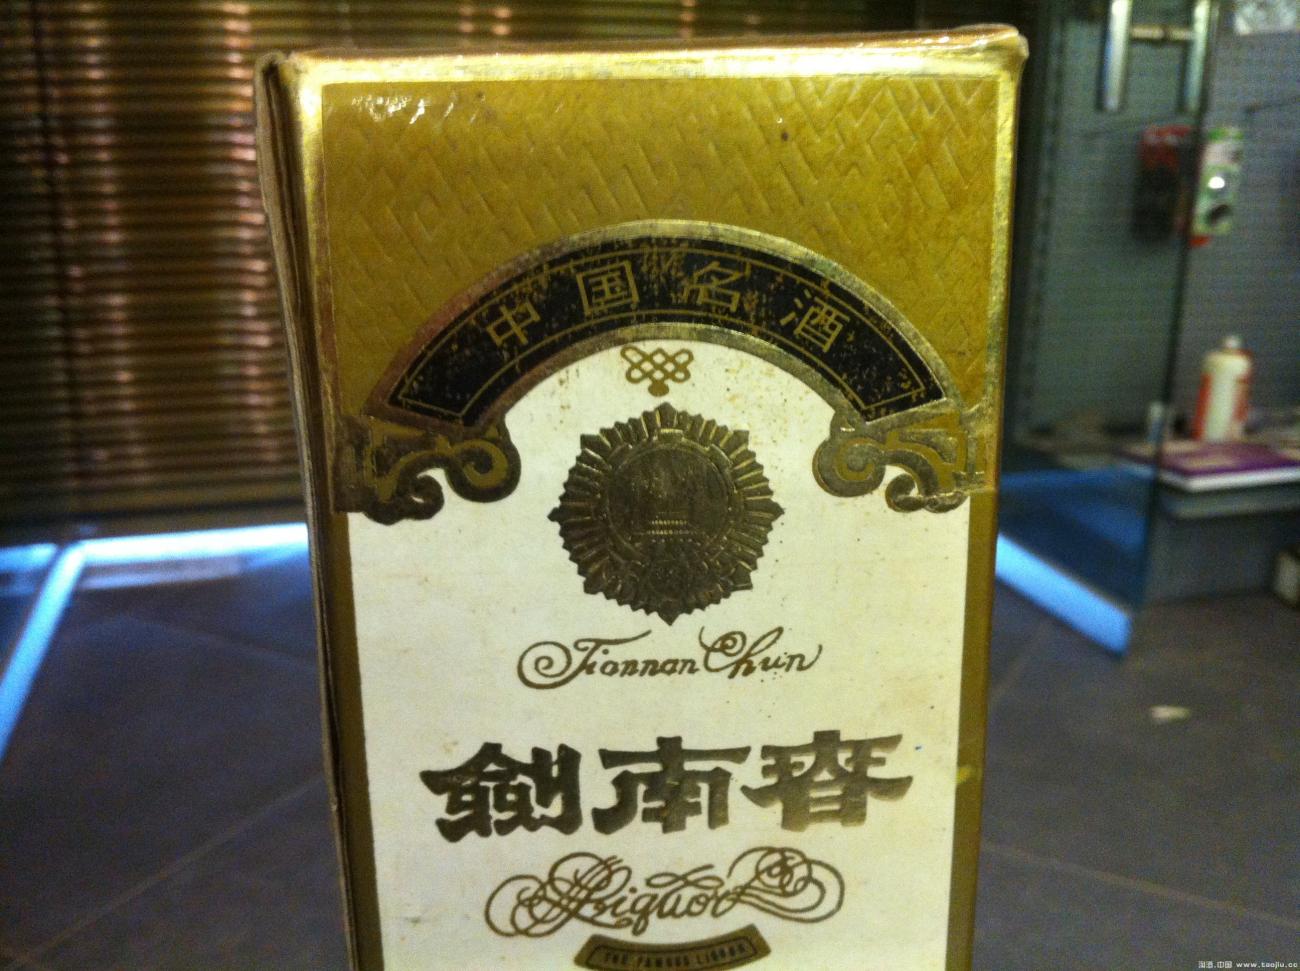 中国名酒
Jiannan Chun
劍南春
Liquor
THE FAMOUS LIQUOR
淘酒.中国 www.taojiu.cc